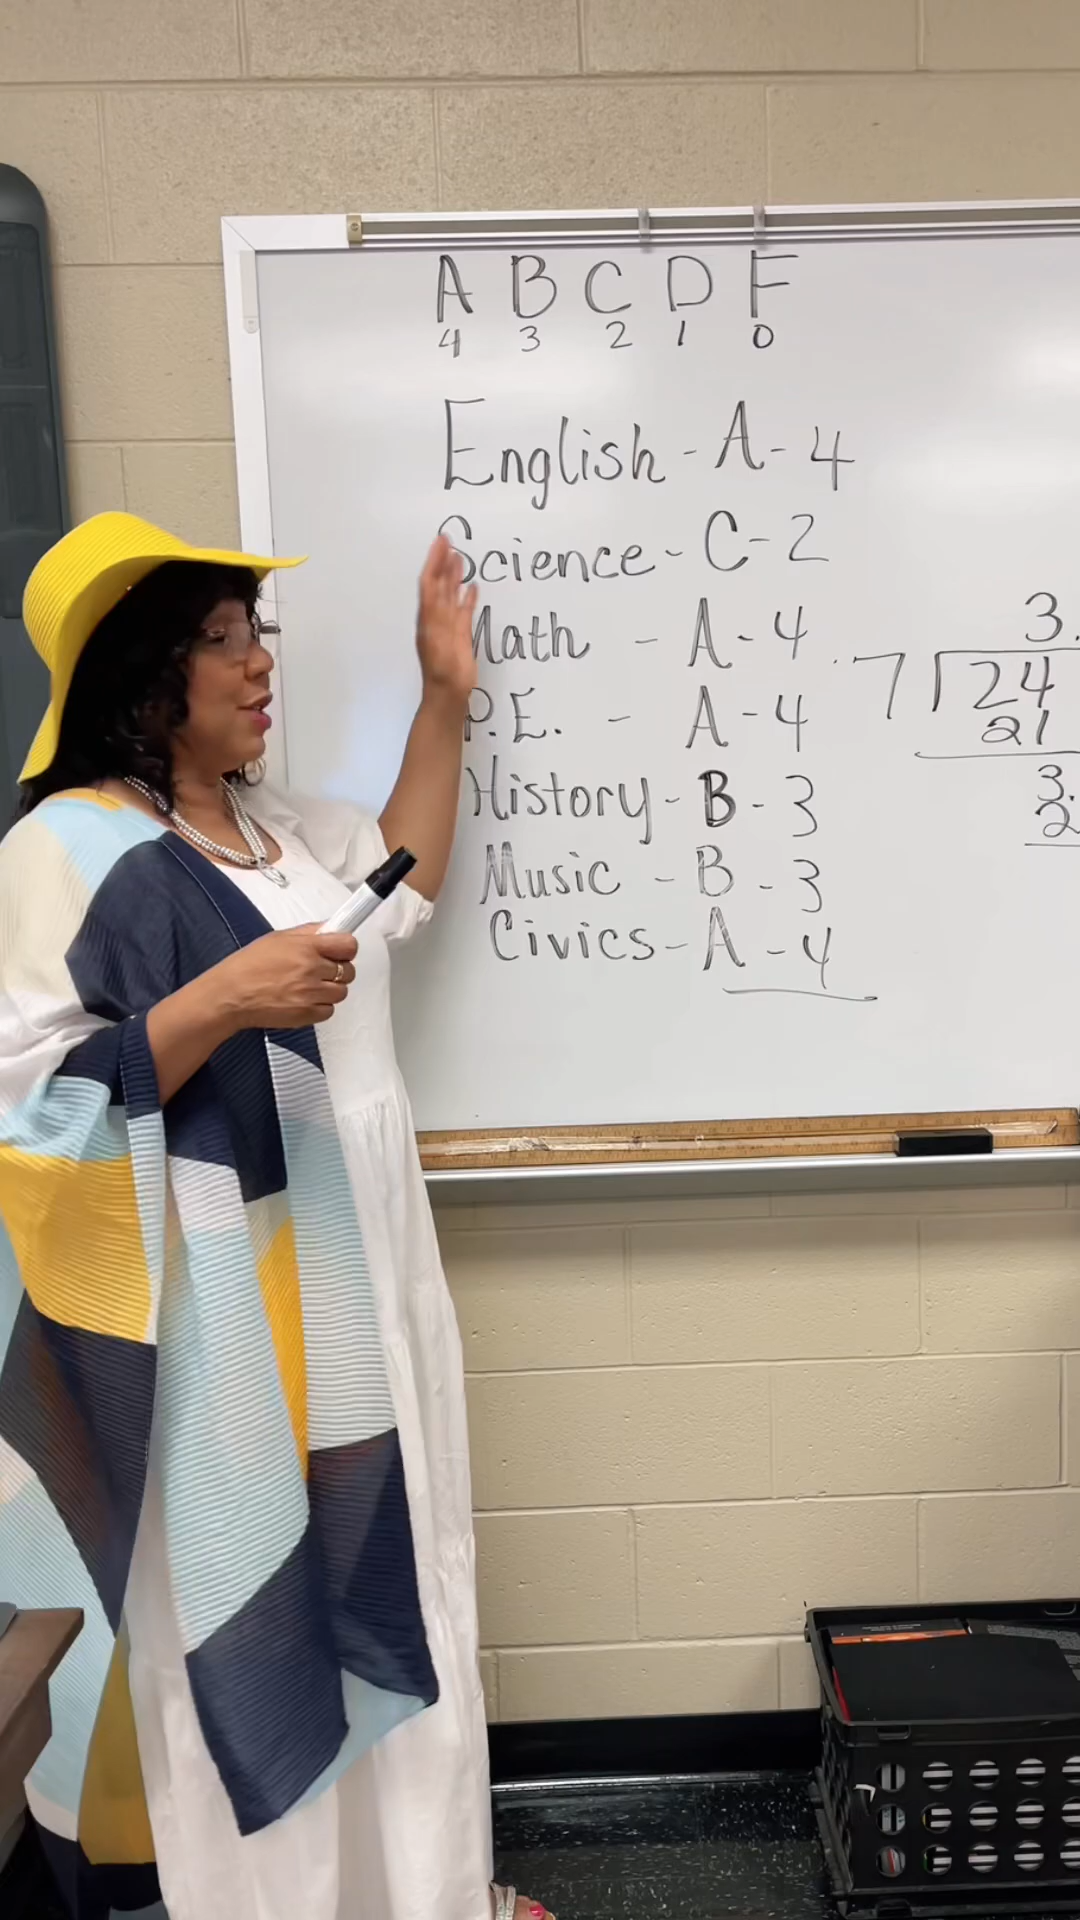 A B C D F
4 3 2 1 0
English - A - 4
Science - C - 2
Math - A - 4
P.E. - A - 4
History - B - 3
Music - B - 3
Civics - A - 4
3.
7 24
21
3.
2